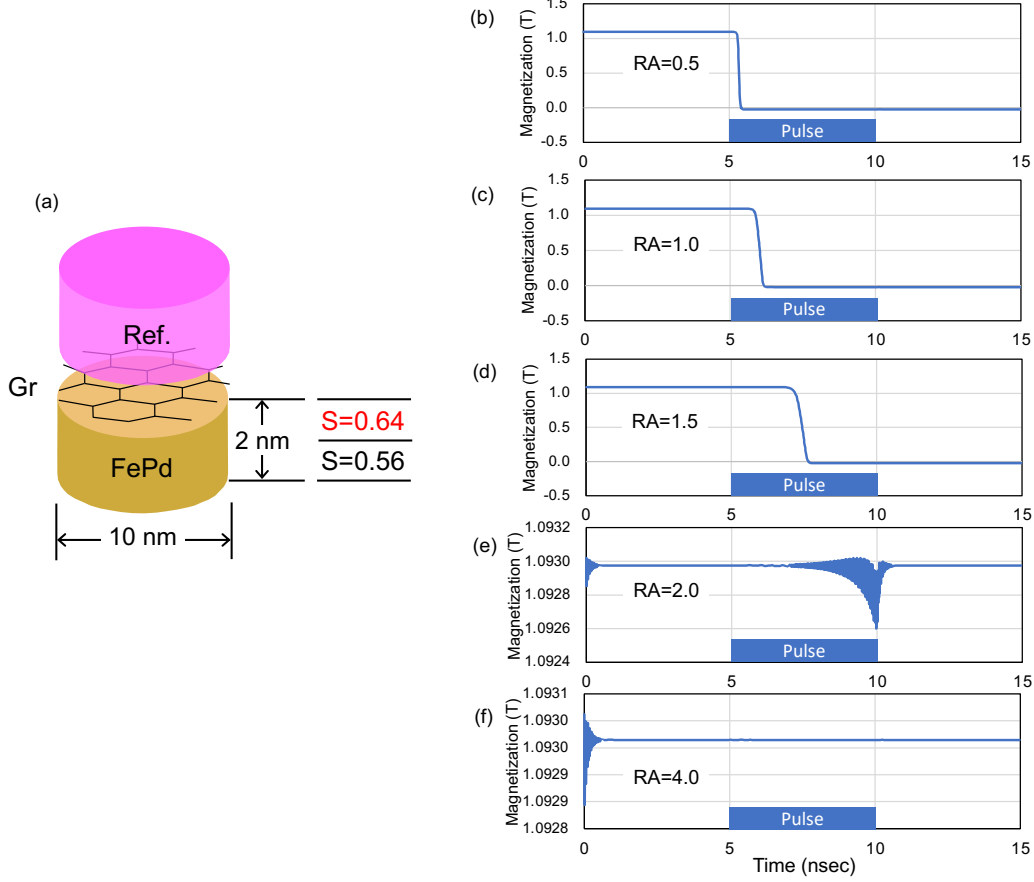 (a)
Ref.
Gr
FePd
2 nm
S=0.64
S=0.56
10 nm
(b)
Magnetization (T)
1.5
1.0
0.5
0.0
-0.5
RA=0.5
Pulse
0 5 10 15
(c)
Magnetization (T)
1.5
1.0
0.5
0.0
-0.5
RA=1.0
Pulse
0 5 10 15
(d)
Magnetization (T)
1.5
1.0
0.5
0.0
-0.5
RA=1.5
Pulse
0 5 10 15
(e)
Magnetization (T)
1.0932
1.0930
1.0928
1.0926
1.0924
RA=2.0
Pulse
0 5 10 15
(f)
Magnetization (T)
1.0931
1.0930
1.0930
1.0929
1.0929
1.0928
RA=4.0
Pulse
0 5 10 15
Time (nsec)